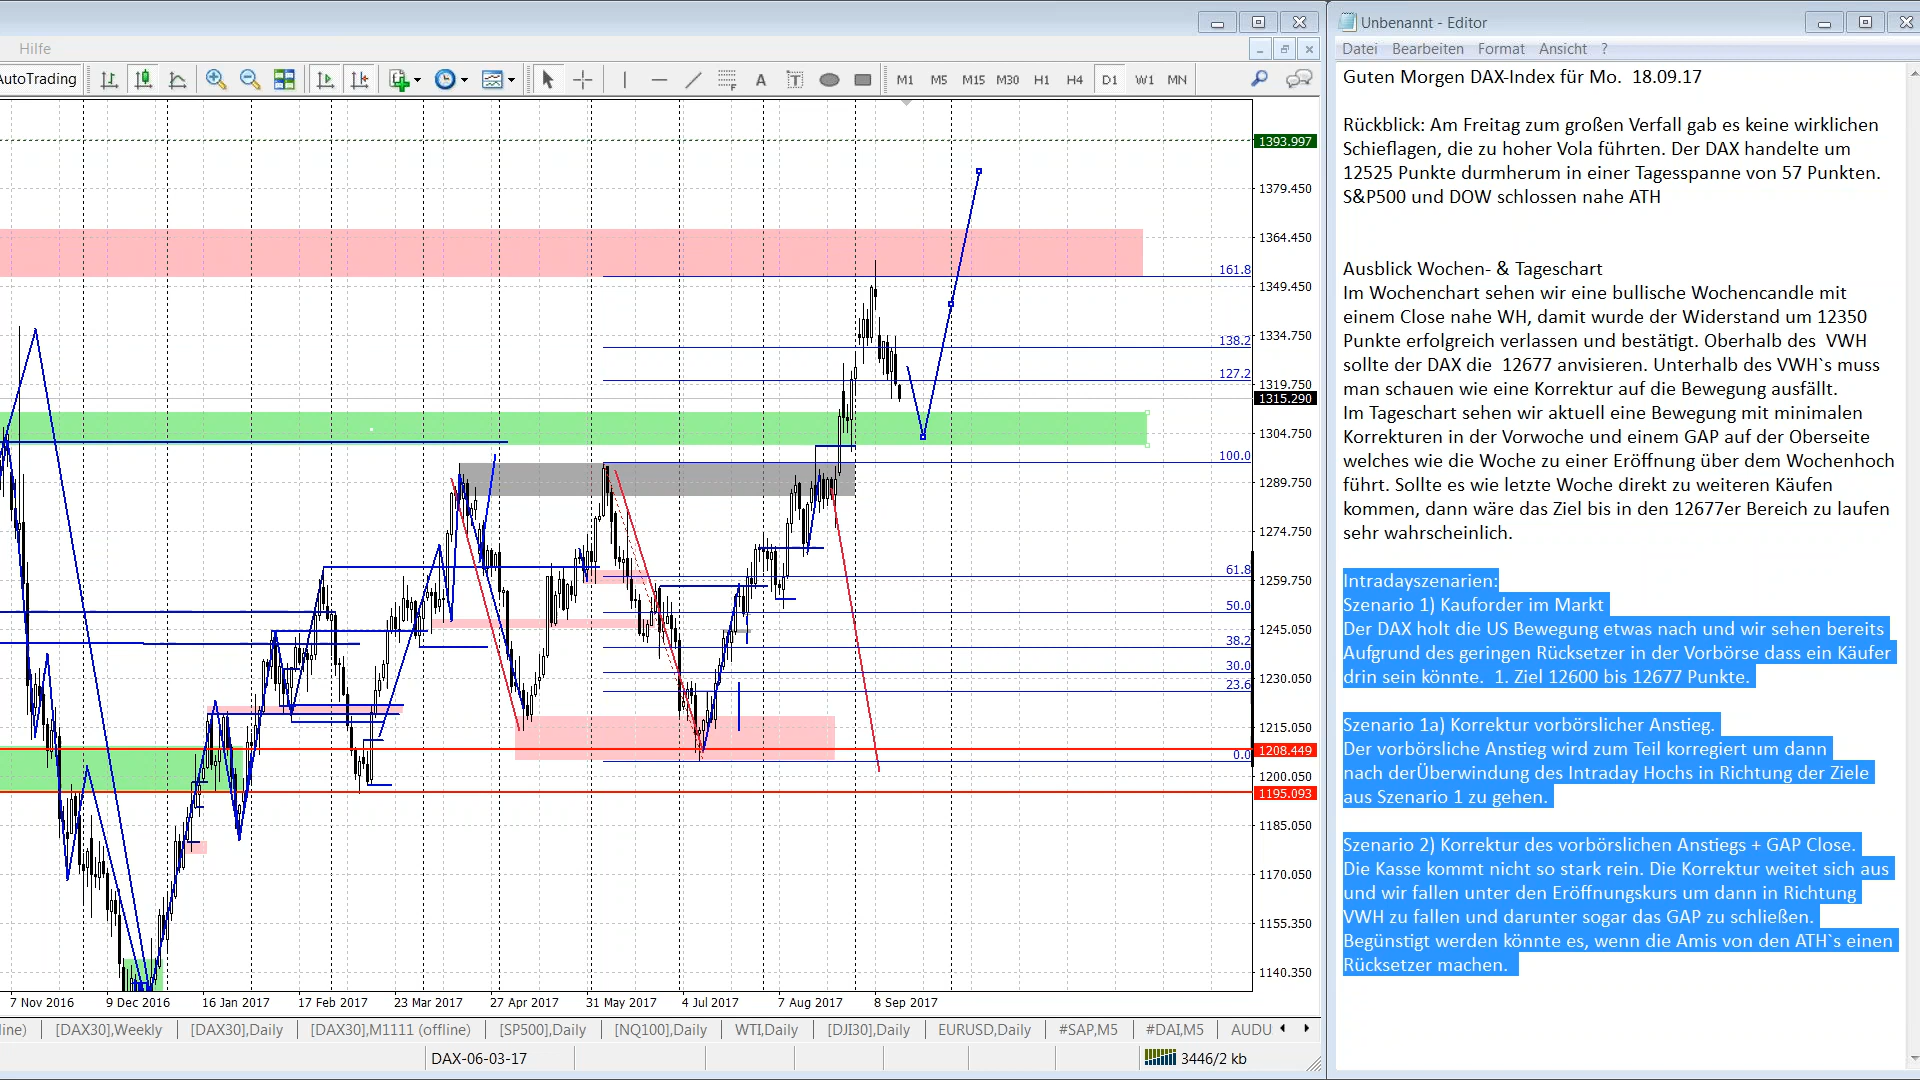 Unbenannt - Editor
Hilfe
Datei Bearbeiten Format Ansicht ?
AutoTrading
A
T
M1 M5 M15 M30 H1 H4 D1 W1 MN
1393.997
1379.450
1364.450
161.8
1349.450
138.2
1334.750
127.2
1319.750
1315.290
1304.750
100.0
1289.750
1274.750
61.8
1259.750
50.0
1245.050
38.2
30.0
1230.050
23.6
1215.050
1208.449
0.0
1200.050
1195.093
1185.050
1170.050
1155.350
1140.350
7 Nov 2016 9 Dec 2016 16 Jan 2017 17 Feb 2017 23 Mar 2017 27 Apr 2017 31 May 2017 4 Jul 2017 7 Aug 2017 8 Sep 2017
line) [DAX30],Weekly [DAX30],Daily [DAX30],M1111 (offline) [SP500],Daily [NQ100],Daily WTI,Daily [DJI30],Daily EURUSD,Daily #SAP,M5 #DAI,M5 AUDU
DAX-06-03-17 3446/2 kb
Guten Morgen DAX-Index für Mo.  18.09.17
Rückblick: Am Freitag zum großen Verfall gab es keine wirklichen
Schieflagen, die zu hoher Vola führten. Der DAX handelte um
12525 Punkte durmherum in einer Tagesspanne von 57 Punkten.
S&P500 und DOW schlossen nahe ATH
Ausblick Wochen- & Tageschart
Im Wochenchart sehen wir eine bullische Wochencandle mit
einem Close nahe WH, damit wurde der Widerstand um 12350
Punkte erfolgreich verlassen und bestätigt. Oberhalb des  VWH
sollte der DAX die  12677 anvisieren. Unterhalb des VWH`s muss
man schauen wie eine Korrektur auf die Bewegung ausfällt.
Im Tageschart sehen wir aktuell eine Bewegung mit minimalen
Korrekturen in der Vorwoche und einem GAP auf der Oberseite
welches wie die Woche zu einer Eröffnung über dem Wochenhoch
führt. Sollte es wie letzte Woche direkt zu weiteren Käufen
kommen, dann wäre das Ziel bis in den 12677er Bereich zu laufen
sehr wahrscheinlich.
Intradayszenarien:
Szenario 1) Kauforder im Markt
Der DAX holt die US Bewegung etwas nach und wir sehen bereits
Aufgrund des geringen Rücksetzer in der Vorbörse dass ein Käufer
drin sein könnte.  1. Ziel 12600 bis 12677 Punkte.
Szenario 1a) Korrektur vorbörslicher Anstieg.
Der vorbörsliche Anstieg wird zum Teil korregiert um dann
nach derÜberwindung des Intraday Hochs in Richtung der Ziele
aus Szenario 1 zu gehen.
Szenario 2) Korrektur des vorbörslichen Anstiegs + GAP Close.
Die Kasse kommt nicht so stark rein. Die Korrektur weitet sich aus
und wir fallen unter den Eröffnungskurs um dann in Richtung
VWH zu fallen und darunter sogar das GAP zu schließen.
Begünstigt werden könnte es, wenn die Amis von den ATH`s einen
Rücksetzer machen.